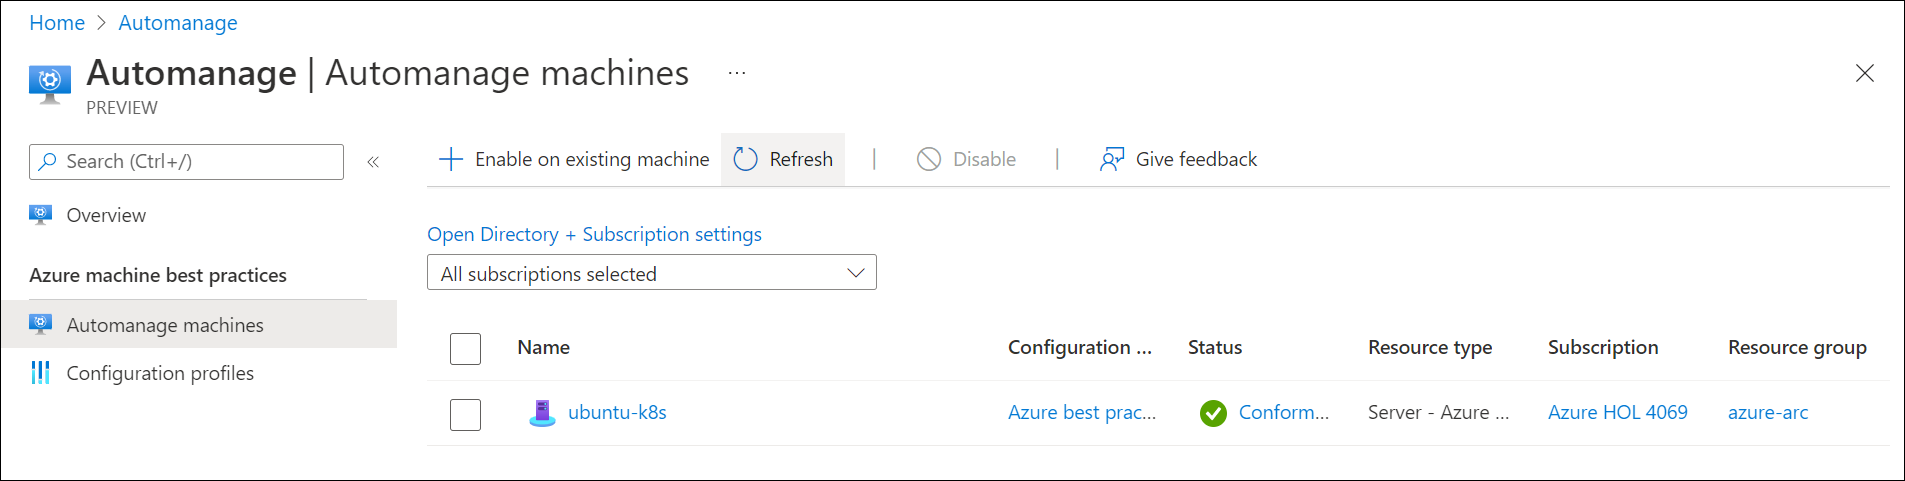 Home > Automanage
Automanage | Automanage machines ...
PREVIEW
Search (Ctrl+/) «
Overview
Azure machine best practices
Automanage machines
Configuration profiles
Enable on existing machine Refresh | Disable | Give feedback
Open Directory + Subscription settings
All subscriptions selected
Name Configuration ... Status Resource type Subscription Resource group
ubuntu-k8s Azure best prac... Conform... Server - Azure ... Azure HOL 4069 azure-arc